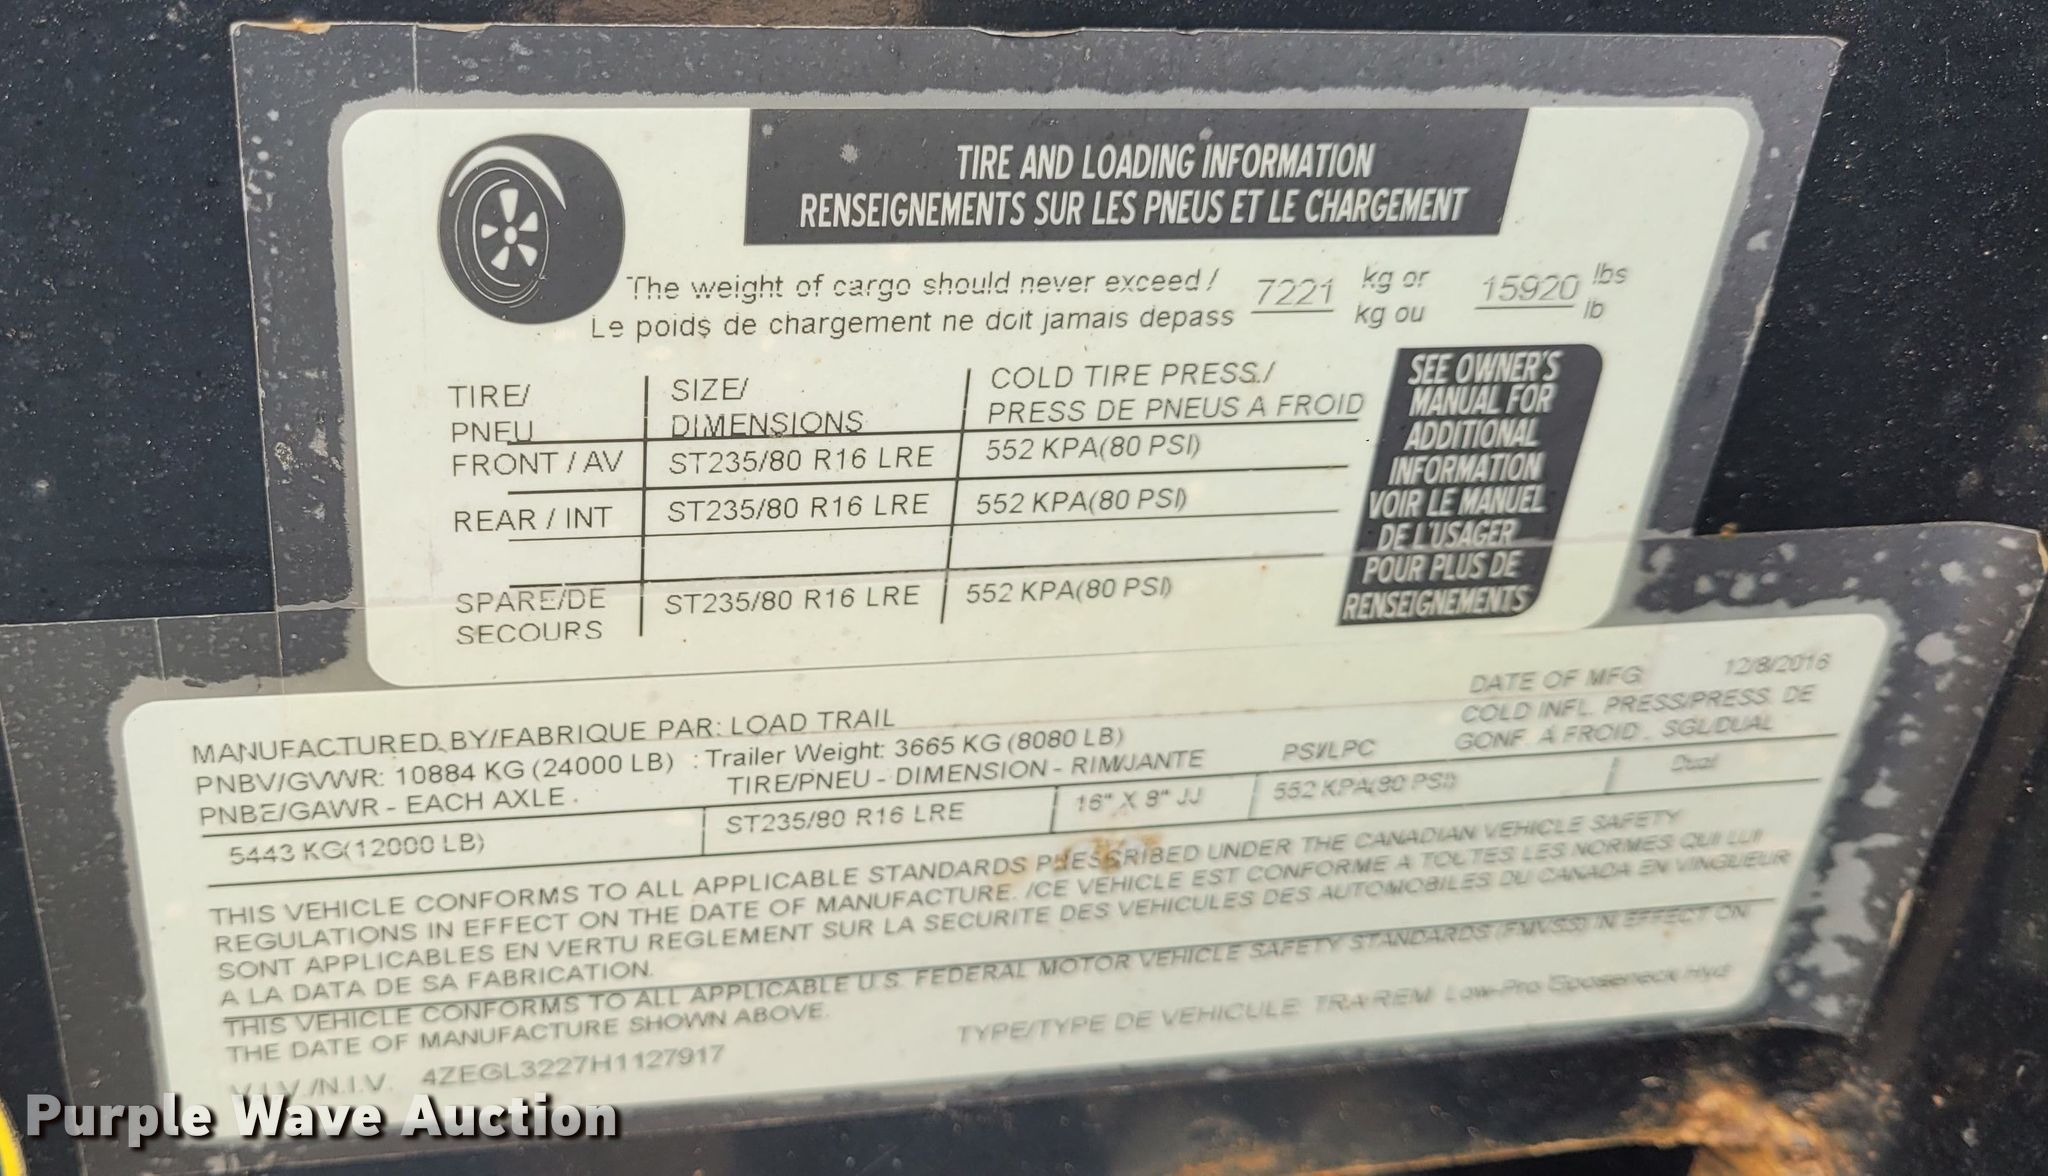 TIRE AND LOADING INFORMATION
RENSEIGNEMENTS SUR LES PNEUS ET LE CHARGEMENT
The weight of cargo should never exceed / 7221 kg or 15920 lbs
Le poids de chargement ne doit jamais depass kg ou lb
TIRE/ SIZE/ COLD TIRE PRESS./
PNEU DIMENSIONS PRESS DE PNEUS A FROID
FRONT / AV ST235/80 R16 LRE 552 KPA(80 PSI)
REAR / INT ST235/80 R16 LRE 552 KPA(80 PSI)
SPARE/DE ST235/80 R16 LRE 552 KPA(80 PSI)
SECOURS
SEE OWNER'S
MANUAL FOR
ADDITIONAL
INFORMATION
VOIR LE MANUEL
DE L'USAGER
POUR PLUS DE
RENSEIGNEMENTS
MANUFACTURED BY/FABRIQUE PAR: LOAD TRAIL DATE OF MFG 12/8/2016
PNBV/GVWR: 10884 KG (24000 LB) : Trailer Weight: 3665 KG (8080 LB) COLD INFL. PRESS/PRESS. DE
PNBE/GAWR - EACH AXLE TIRE/PNEU - DIMENSION - RIM/JANTE PSI/LPC GONF. A FROID SGL/DUAL
5443 KG(12000 LB) ST235/80 R16 LRE 16" X 8" JJ 552 KPA(80 PSI) Dual
THIS VEHICLE CONFORMS TO ALL APPLICABLE STANDARDS PRESCRIBED UNDER THE CANADIAN VEHICLE SAFETY
REGULATIONS IN EFFECT ON THE DATE OF MANUFACTURE. /CE VEHICLE EST CONFORME A TOUTES LES NORMES QUI LUI
SONT APPLICABLES EN VERTU REGLEMENT SUR LA SECURITE DES VEHICULES DES AUTOMOBILES DU CANADA EN VINGUEUR
A LA DATA DE SA FABRICATION.
THIS VEHICLE CONFORMS TO ALL APPLICABLE U.S. FEDERAL MOTOR VEHICLE SAFETY STANDARDS (FMVSS) IN EFFECT ON
THE DATE OF MANUFACTURE SHOWN ABOVE.
V.I.V./N.I.V. 4ZEGL3227H1127917 TYPE/TYPE DE VEHICULE: TRA/REM Low-Pro
Purple Wave Auction